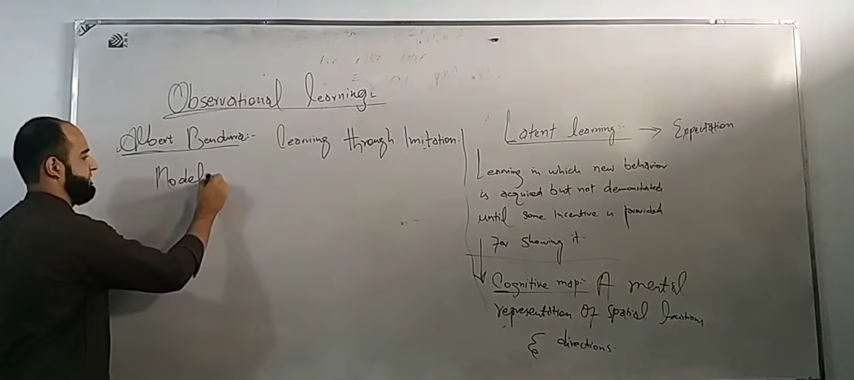 Observational learning:
Albert Bendura:- learning through Imitation.
Model
Latent learning:- → Expectation
Learning in which new behavior
is acquired but not demonstrated
until some incentive is provided
For showing it.
Cognitive map:- A mental
representation Of spatial locations
& directions.